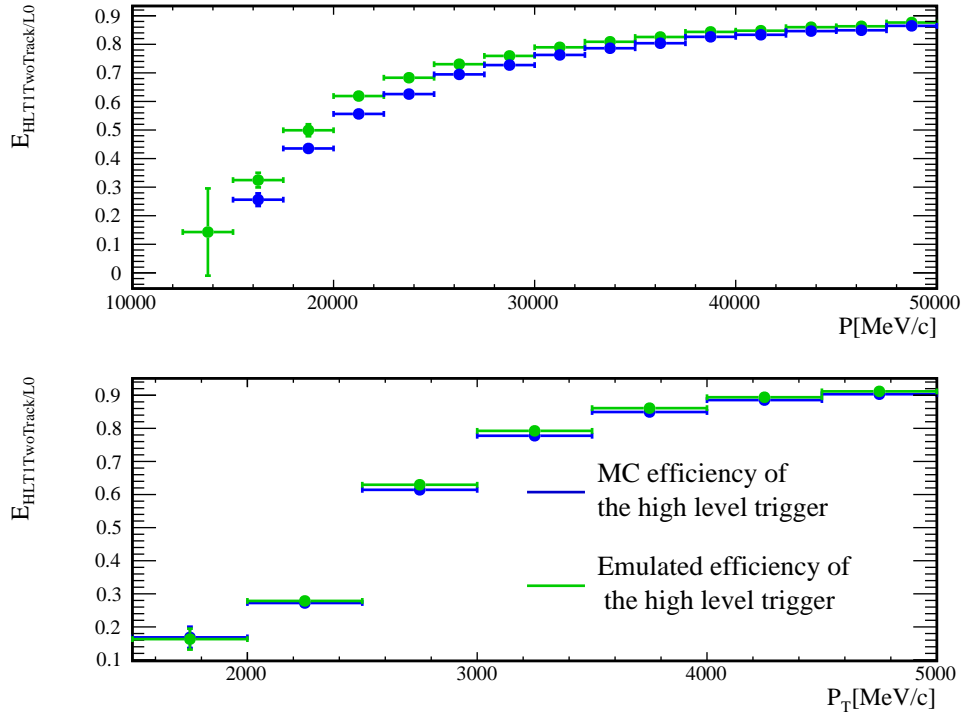 E_HLT1TwoTrack/L0
0.9
0.8
0.7
0.6
0.5
0.4
0.3
0.2
0.1
0
10000 20000 30000 40000 50000
P[MeV/c]
E_HLT1TwoTrack/L0
0.9
0.8
0.7
0.6
0.5
0.4
0.3
0.2
0.1
MC efficiency of
the high level trigger
Emulated efficiency of
the high level trigger
2000 3000 4000 5000
P_T[MeV/c]